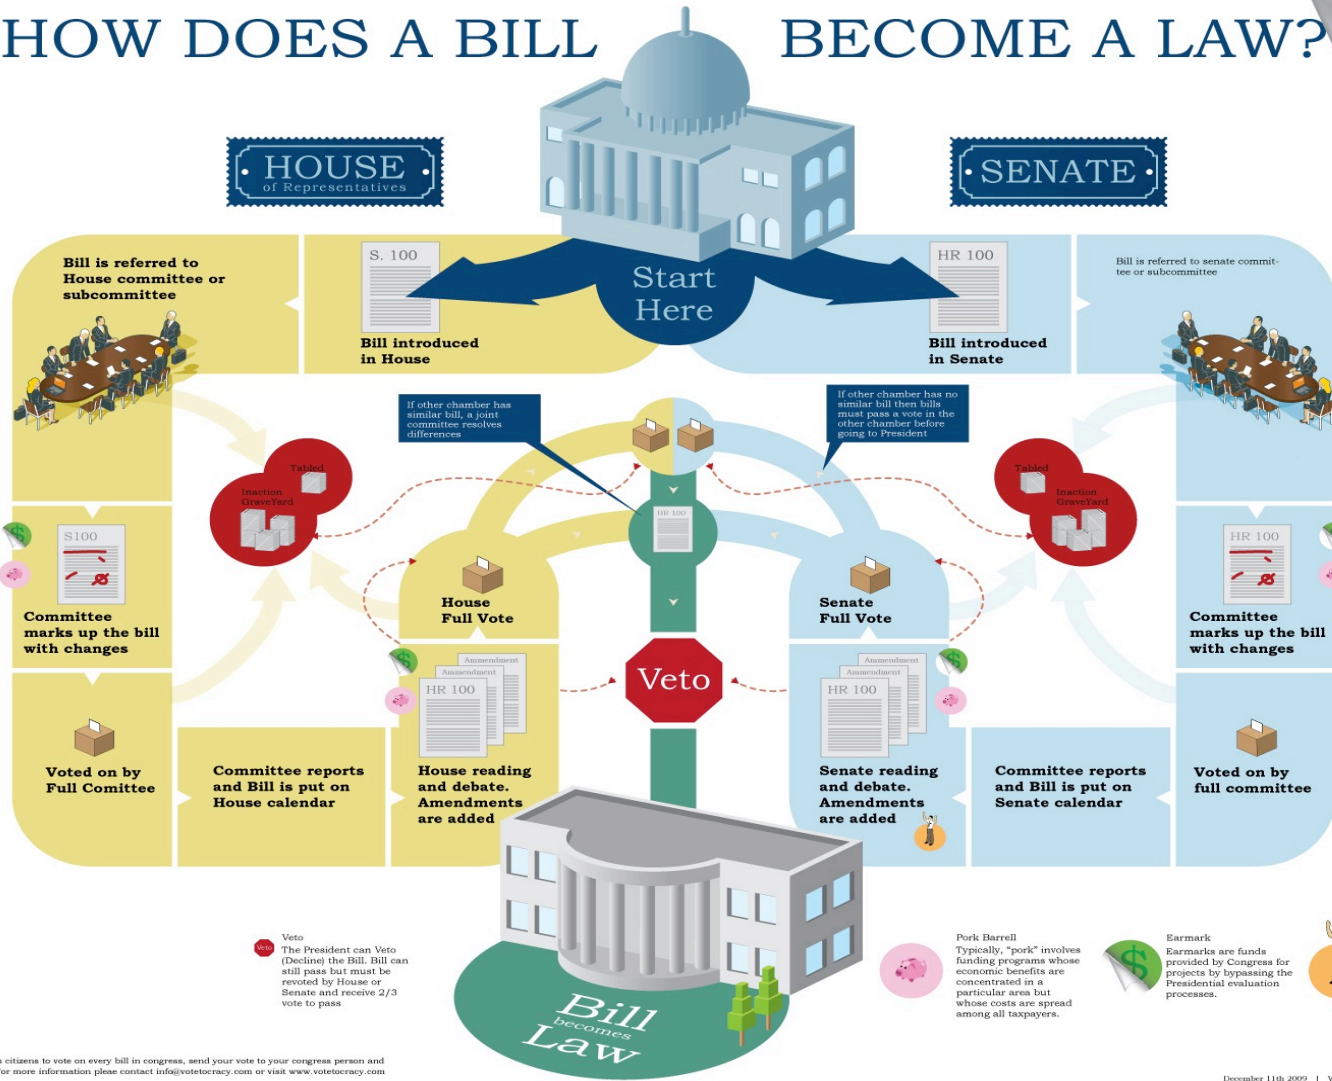 HOW DOES A BILL
BECOME A LAW?
HOUSE
of Representatives
SENATE
Start
Here
Bill is referred to
House committee or
subcommittee
S. 100
Bill introduced
in House
HR 100
Bill introduced
in Senate
Bill is referred to senate commit-
tee or subcommittee
If other chamber has
similar bill, a joint
committee resolves
differences
If other chamber has no
similar bill then bills
must pass a vote in the
other chamber before
going to President
Tabled
Inaction
GraveYard
Tabled
Inaction
GraveYard
HR 100
S100
Committee
marks up the bill
with changes
House
Full Vote
Senate
Full Vote
HR 100
Committee
marks up the bill
with changes
Veto
Ammendment
Ammendment
HR 100
Ammendment
Ammendment
HR 100
Voted on by
Full Comittee
Committee reports
and Bill is put on
House calendar
House reading
and debate.
Amendments
are added
Senate reading
and debate.
Amendments
are added
Committee reports
and Bill is put on
Senate calendar
Voted on by
full committee
Bill
becomes
Law
Veto
Veto
The President can Veto
(Decline) the Bill. Bill can
still pass but must be
revoted by House or
Senate and receive 2/3
vote to pass
Pork Barrell
Typically, "pork" involves
funding programs whose
economic benefits are
concentrated in a
particular area but
whose costs are spread
among all taxpayers.
Earmark
Earmarks are funds
provided by Congress for
projects by bypassing the
Presidential evaluation
processes.
citizens to vote on every bill in congress, send your vote to your congress person and
for more information pleae contact info@votetocracy.com or visit www.votetocracy.com
December 11th 2009 |